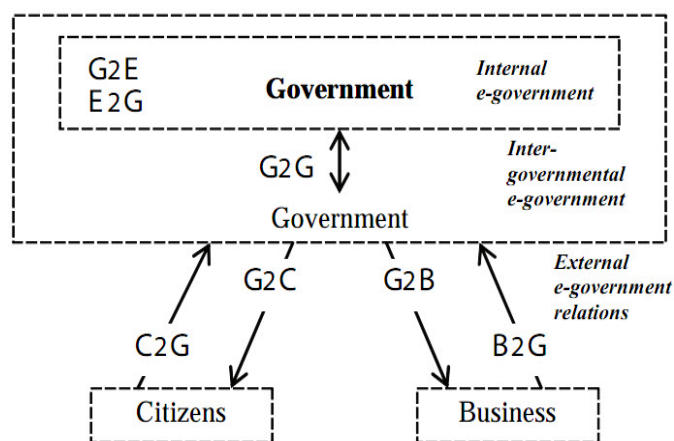 G2E
E2G
Government
Internal
e-government
G2G
Inter-
governmental
e-government
Government
G2C
G2B
External
e-government
relations
C2G
B2G
Citizens
Business